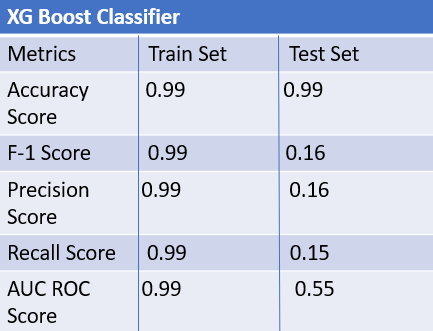 XG Boost Classifier
Metrics Train Set Test Set
Accuracy Score 0.99 0.99
F-1 Score 0.99 0.16
Precision Score 0.99 0.16
Recall Score 0.99 0.15
AUC ROC Score 0.99 0.55